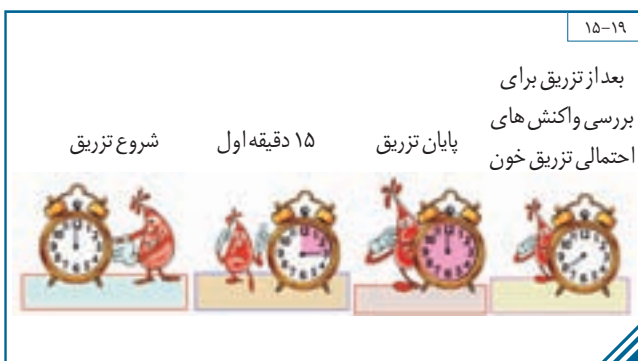 ۱۵-۱۹
بعد از تزریق برای
بررسی واکنش های
احتمالی تزریق خون
پایان تزریق
۱۵ دقیقه اول
شروع تزریق